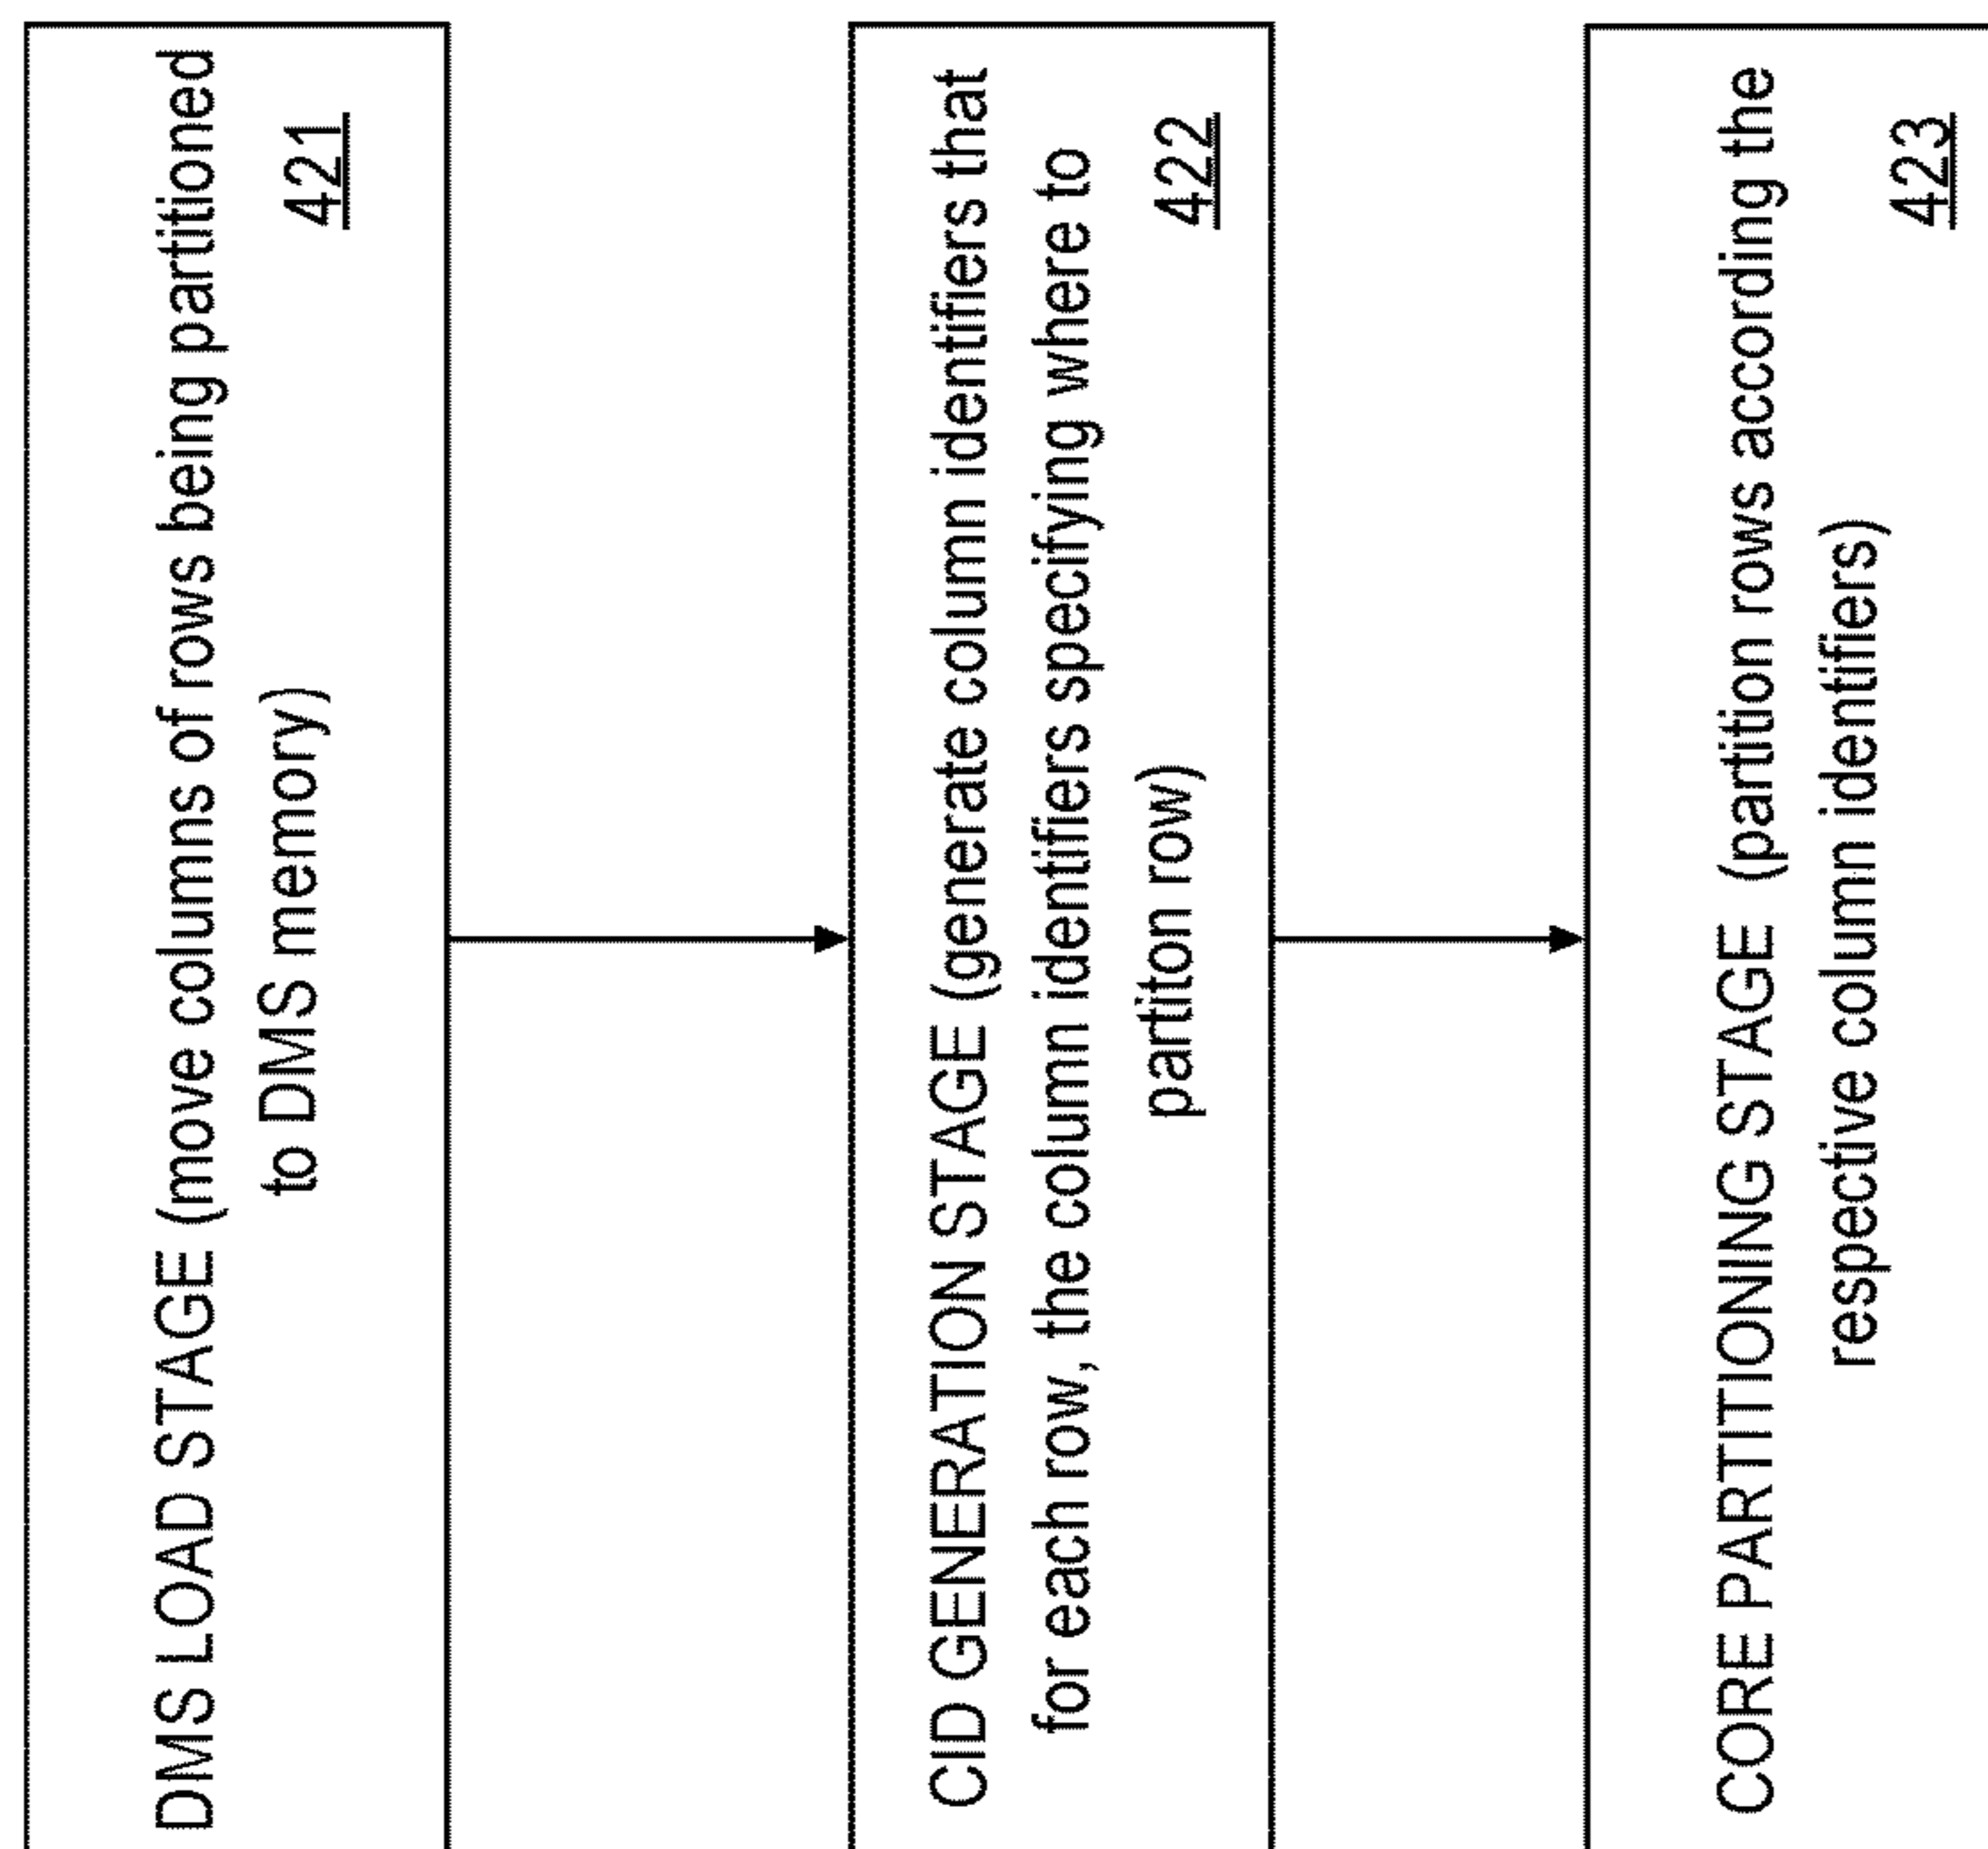 DMS LOAD STAGE (move columns of rows being partitioned
to DMS memory)
421
CID GENERATION STAGE (generate column identifiers that
for each row, the column identifiers specifying where to
partiton row)
422
CORE PARTITIONING STAGE (partition rows according the
respective column identifiers)
423